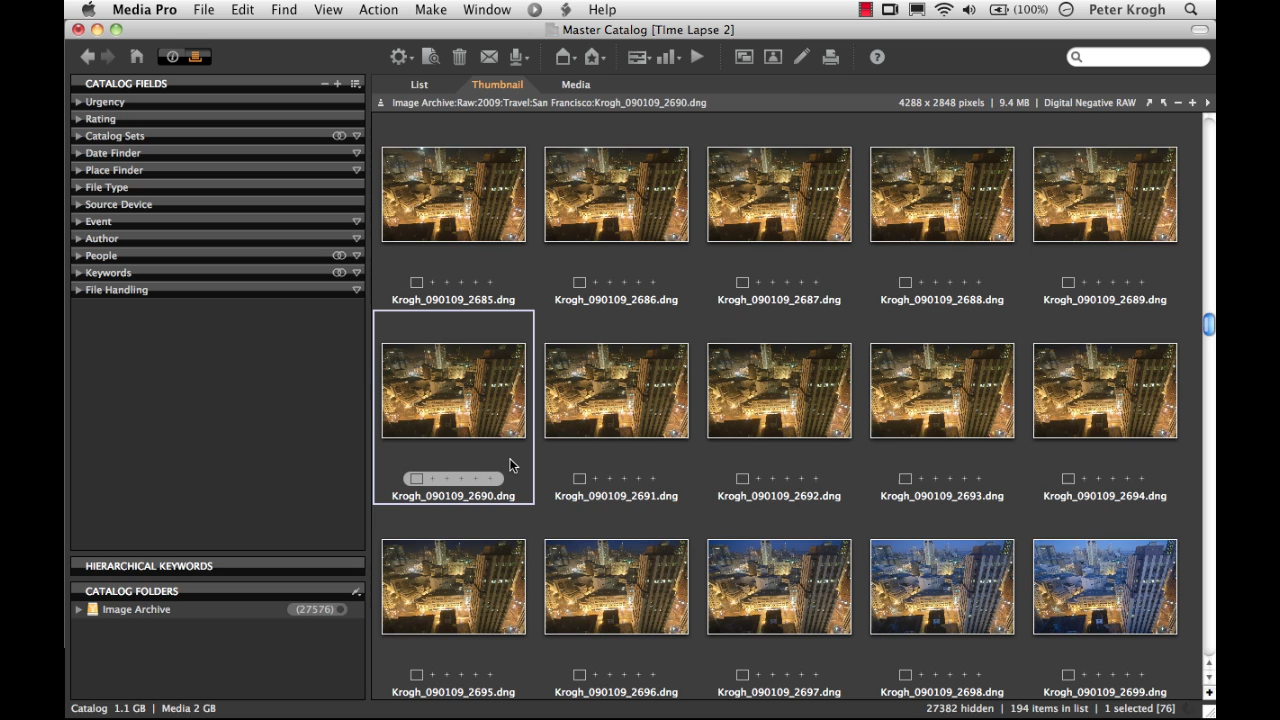 Media Pro File Edit Find View Action Make Window Help (100%) Peter Krogh
Master Catalog [TIme Lapse 2]
CATALOG FIELDS
Urgency
Rating
Catalog Sets
Date Finder
Place Finder
File Type
Source Device
Event
Author
People
Keywords
File Handling
HIERARCHICAL KEYWORDS
CATALOG FOLDERS
Image Archive (27576)
List Thumbnail Media
Image Archive:Raw:2009:Travel:San Francisco:Krogh_090109_2690.dng 4288 x 2848 pixels | 9.4 MB | Digital Negative RAW
Krogh_090109_2685.dng Krogh_090109_2686.dng Krogh_090109_2687.dng Krogh_090109_2688.dng Krogh_090109_2689.dng
Krogh_090109_2690.dng Krogh_090109_2691.dng Krogh_090109_2692.dng Krogh_090109_2693.dng Krogh_090109_2694.dng
Krogh_090109_2695.dng Krogh_090109_2696.dng Krogh_090109_2697.dng Krogh_090109_2698.dng Krogh_090109_2699.dng
Catalog 1.1 GB | Media 2 GB 27382 hidden | 194 items in list | 1 selected [76]